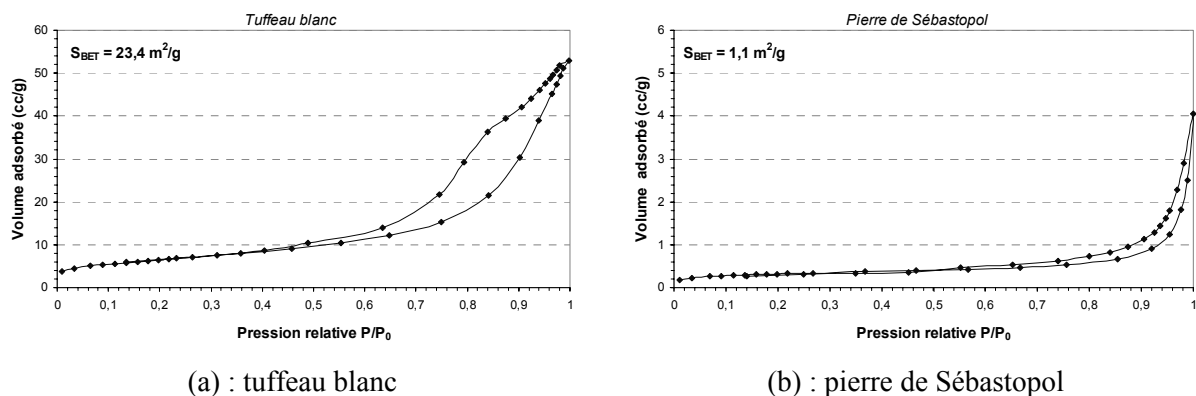 Tuffeau blanc
S_BET = 23,4 m²/g
Volume adsorbé (cc/g)
60
50
40
30
20
10
0
0 0,1 0,2 0,3 0,4 0,5 0,6 0,7 0,8 0,9 1
Pression relative P/P₀
(a) : tuffeau blanc
Pierre de Sébastopol
S_BET = 1,1 m²/g
Volume adsorbé (cc/g)
6
5
4
3
2
1
0
0 0,1 0,2 0,3 0,4 0,5 0,6 0,7 0,8 0,9 1
Pression relative P/P₀
(b) : pierre de Sébastopol